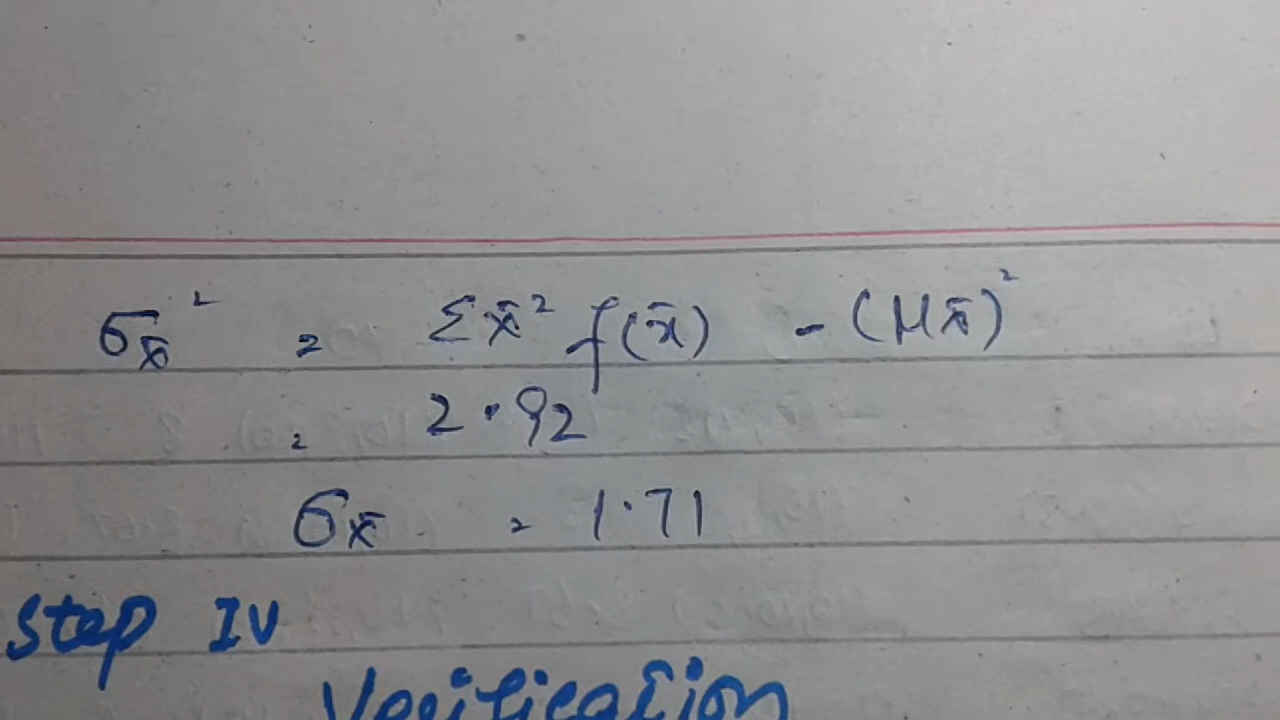 σx̄² = Σx̄² f(x̄) - (μx̄)²
= 2.92
σx̄ = 1.71
Step IV
Verification